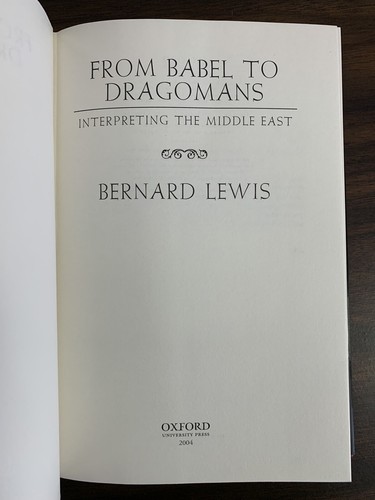 FROM BABEL TO
DRAGOMANS
INTERPRETING THE MIDDLE EAST
BERNARD LEWIS
OXFORD
UNIVERSITY PRESS
2004